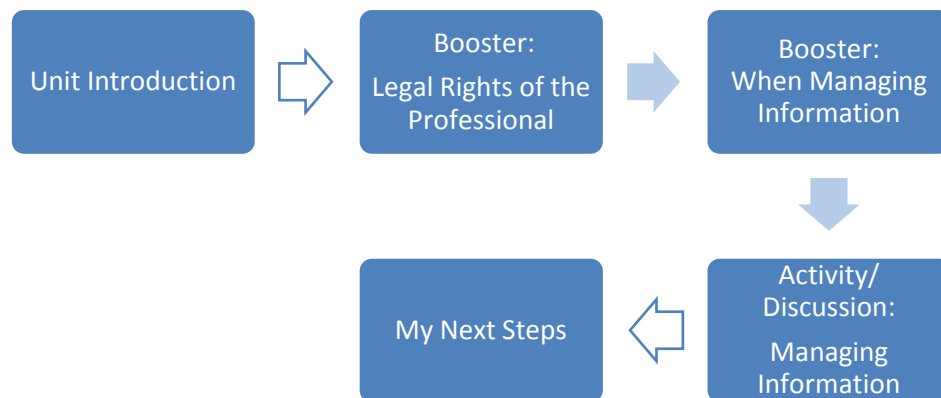 Unit Introduction
Booster:
Legal Rights of the
Professional
Booster:
When Managing
Information
Activity/
Discussion:
Managing
Information
My Next Steps